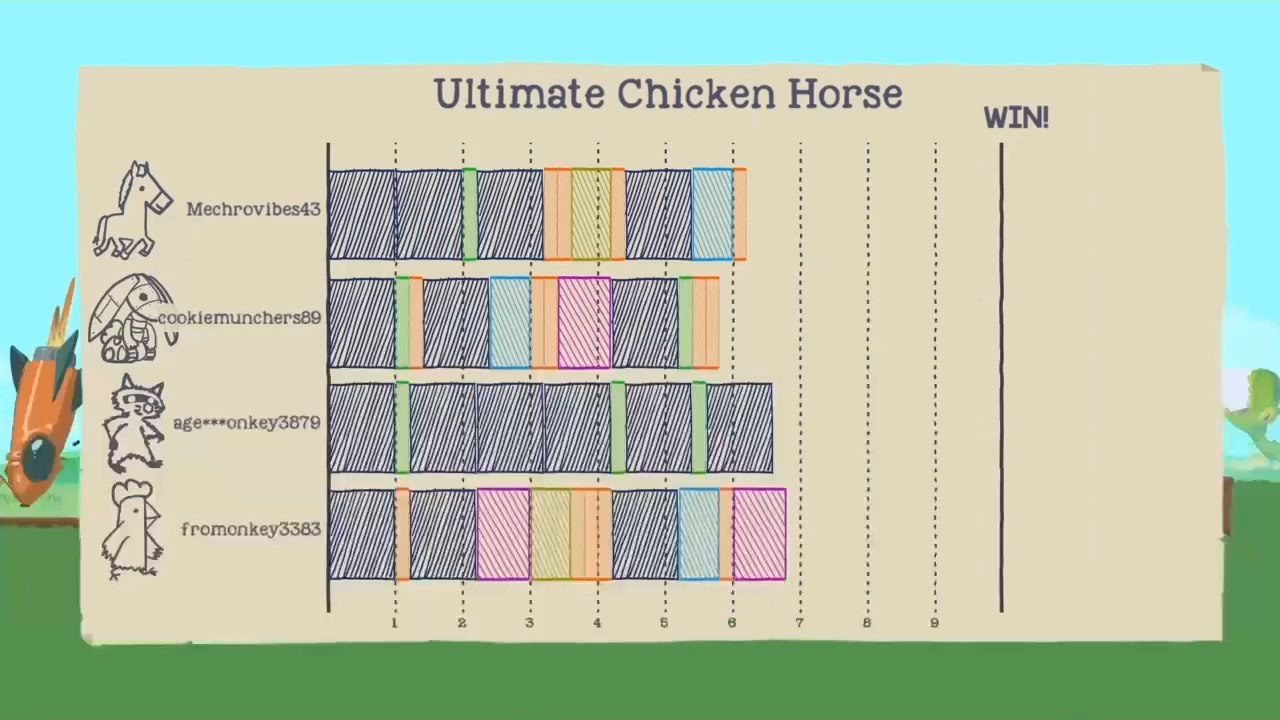 Ultimate Chicken Horse
WIN!
Mechrovibes43
cookiemunchers89
age***onkey3879
fromonkey3383
1 2 3 4 5 6 7 8 9